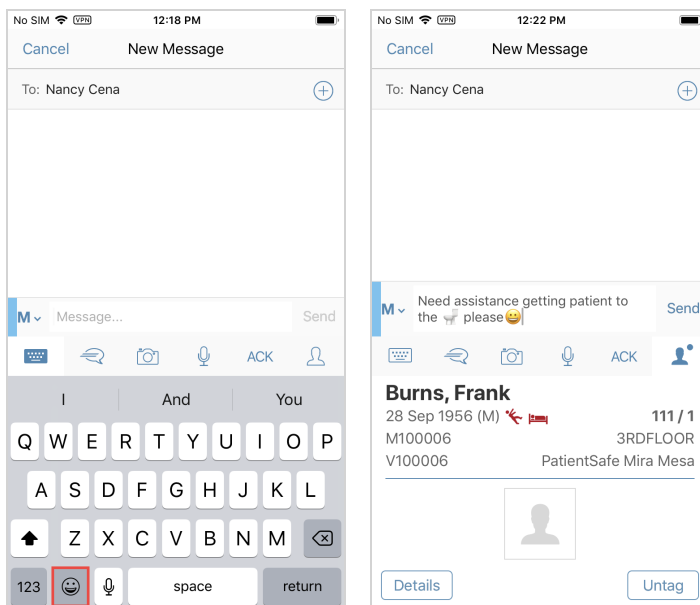 No SIM VPN 12:18 PM
Cancel New Message
To: Nancy Cena
M Message... Send
ACK
I And You
Q W E R T Y U I O P
A S D F G H J K L
Z X C V B N M
123 space return
No SIM VPN 12:22 PM
Cancel New Message
To: Nancy Cena
M Need assistance getting patient to Send
the 🚽 please😀
ACK
Burns, Frank
28 Sep 1956 (M) 111 / 1
M100006 3RDFLOOR
V100006 PatientSafe Mira Mesa
Details Untag